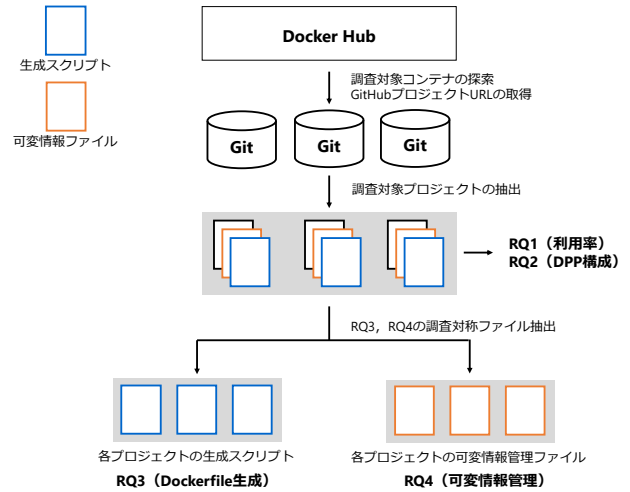 Docker Hub
生成スクリプト
可変情報ファイル
調査対象コンテナの探索
GitHubプロジェクトURLの取得
Git
Git
Git
調査対象プロジェクトの抽出
RQ1（利用率）
RQ2（DPP構成）
RQ3，RQ4の調査対称ファイル抽出
各プロジェクトの生成スクリプト
RQ3（Dockerfile生成）
各プロジェクトの可変情報管理ファイル
RQ4（可変情報管理）